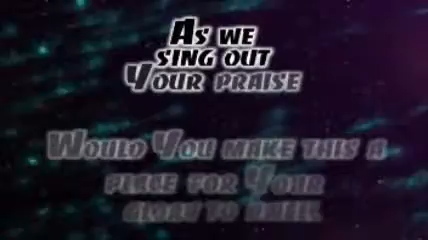 As we
sing out
Your praise
Would You make this a
place for Your
glory to dwell